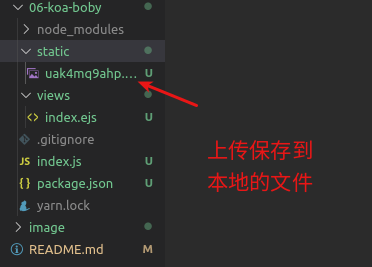 06-koa-boby
node_modules
static
uak4mq9ahp.... U
views
index.ejs U
.gitignore
index.js U
package.json U
yarn.lock
image
README.md M
上传保存到
本地的文件